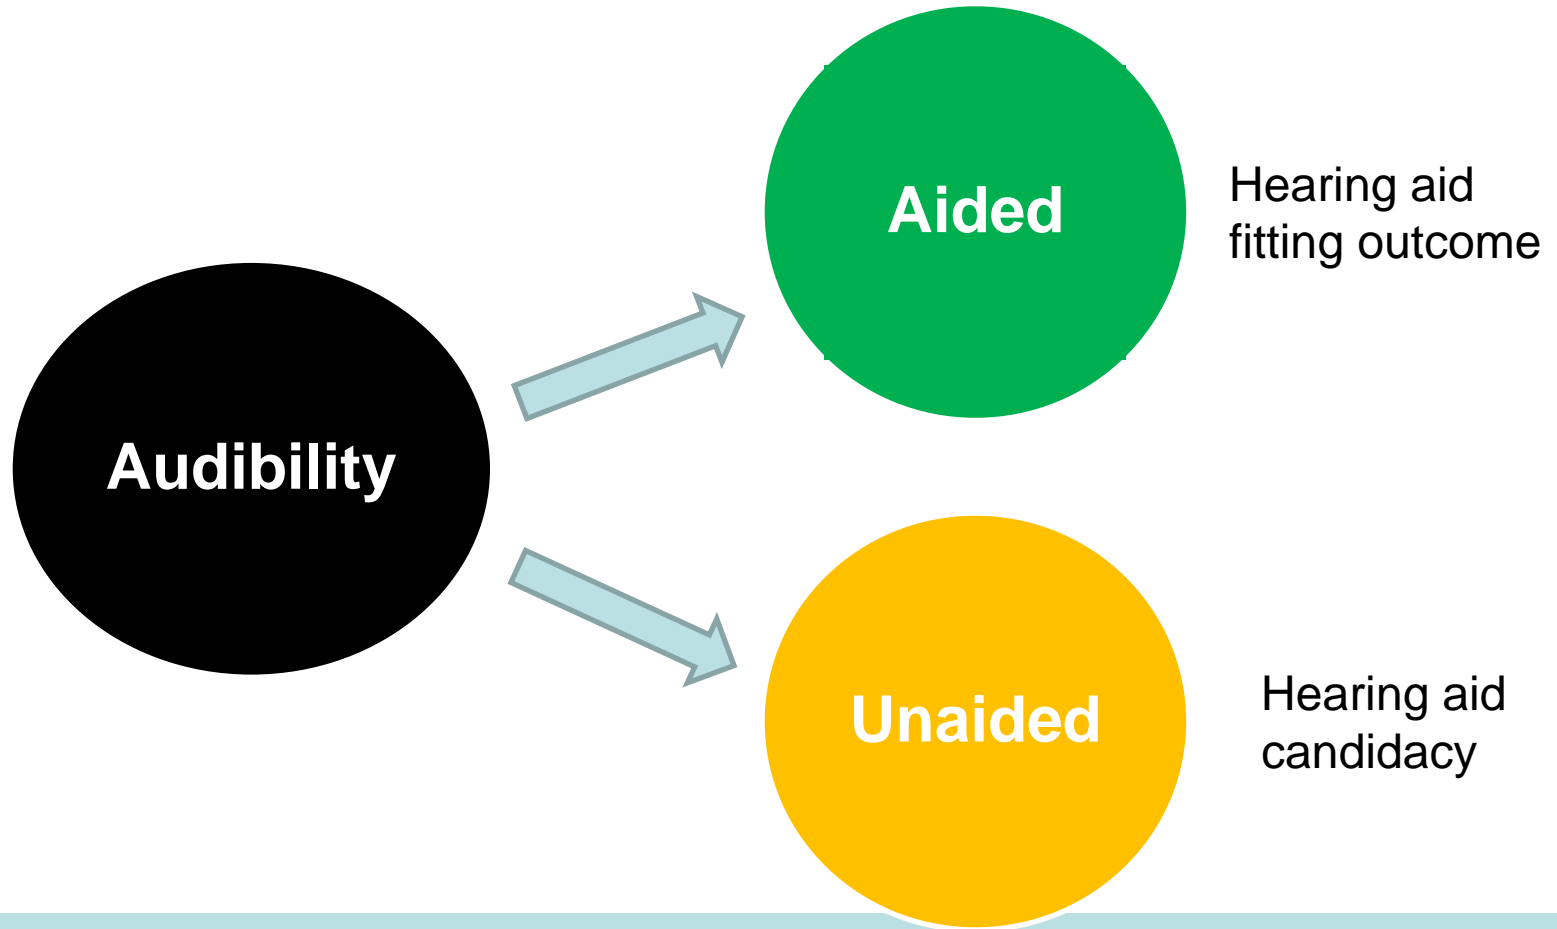 Audibility
Aided
Hearing aid
fitting outcome
Unaided
Hearing aid
candidacy